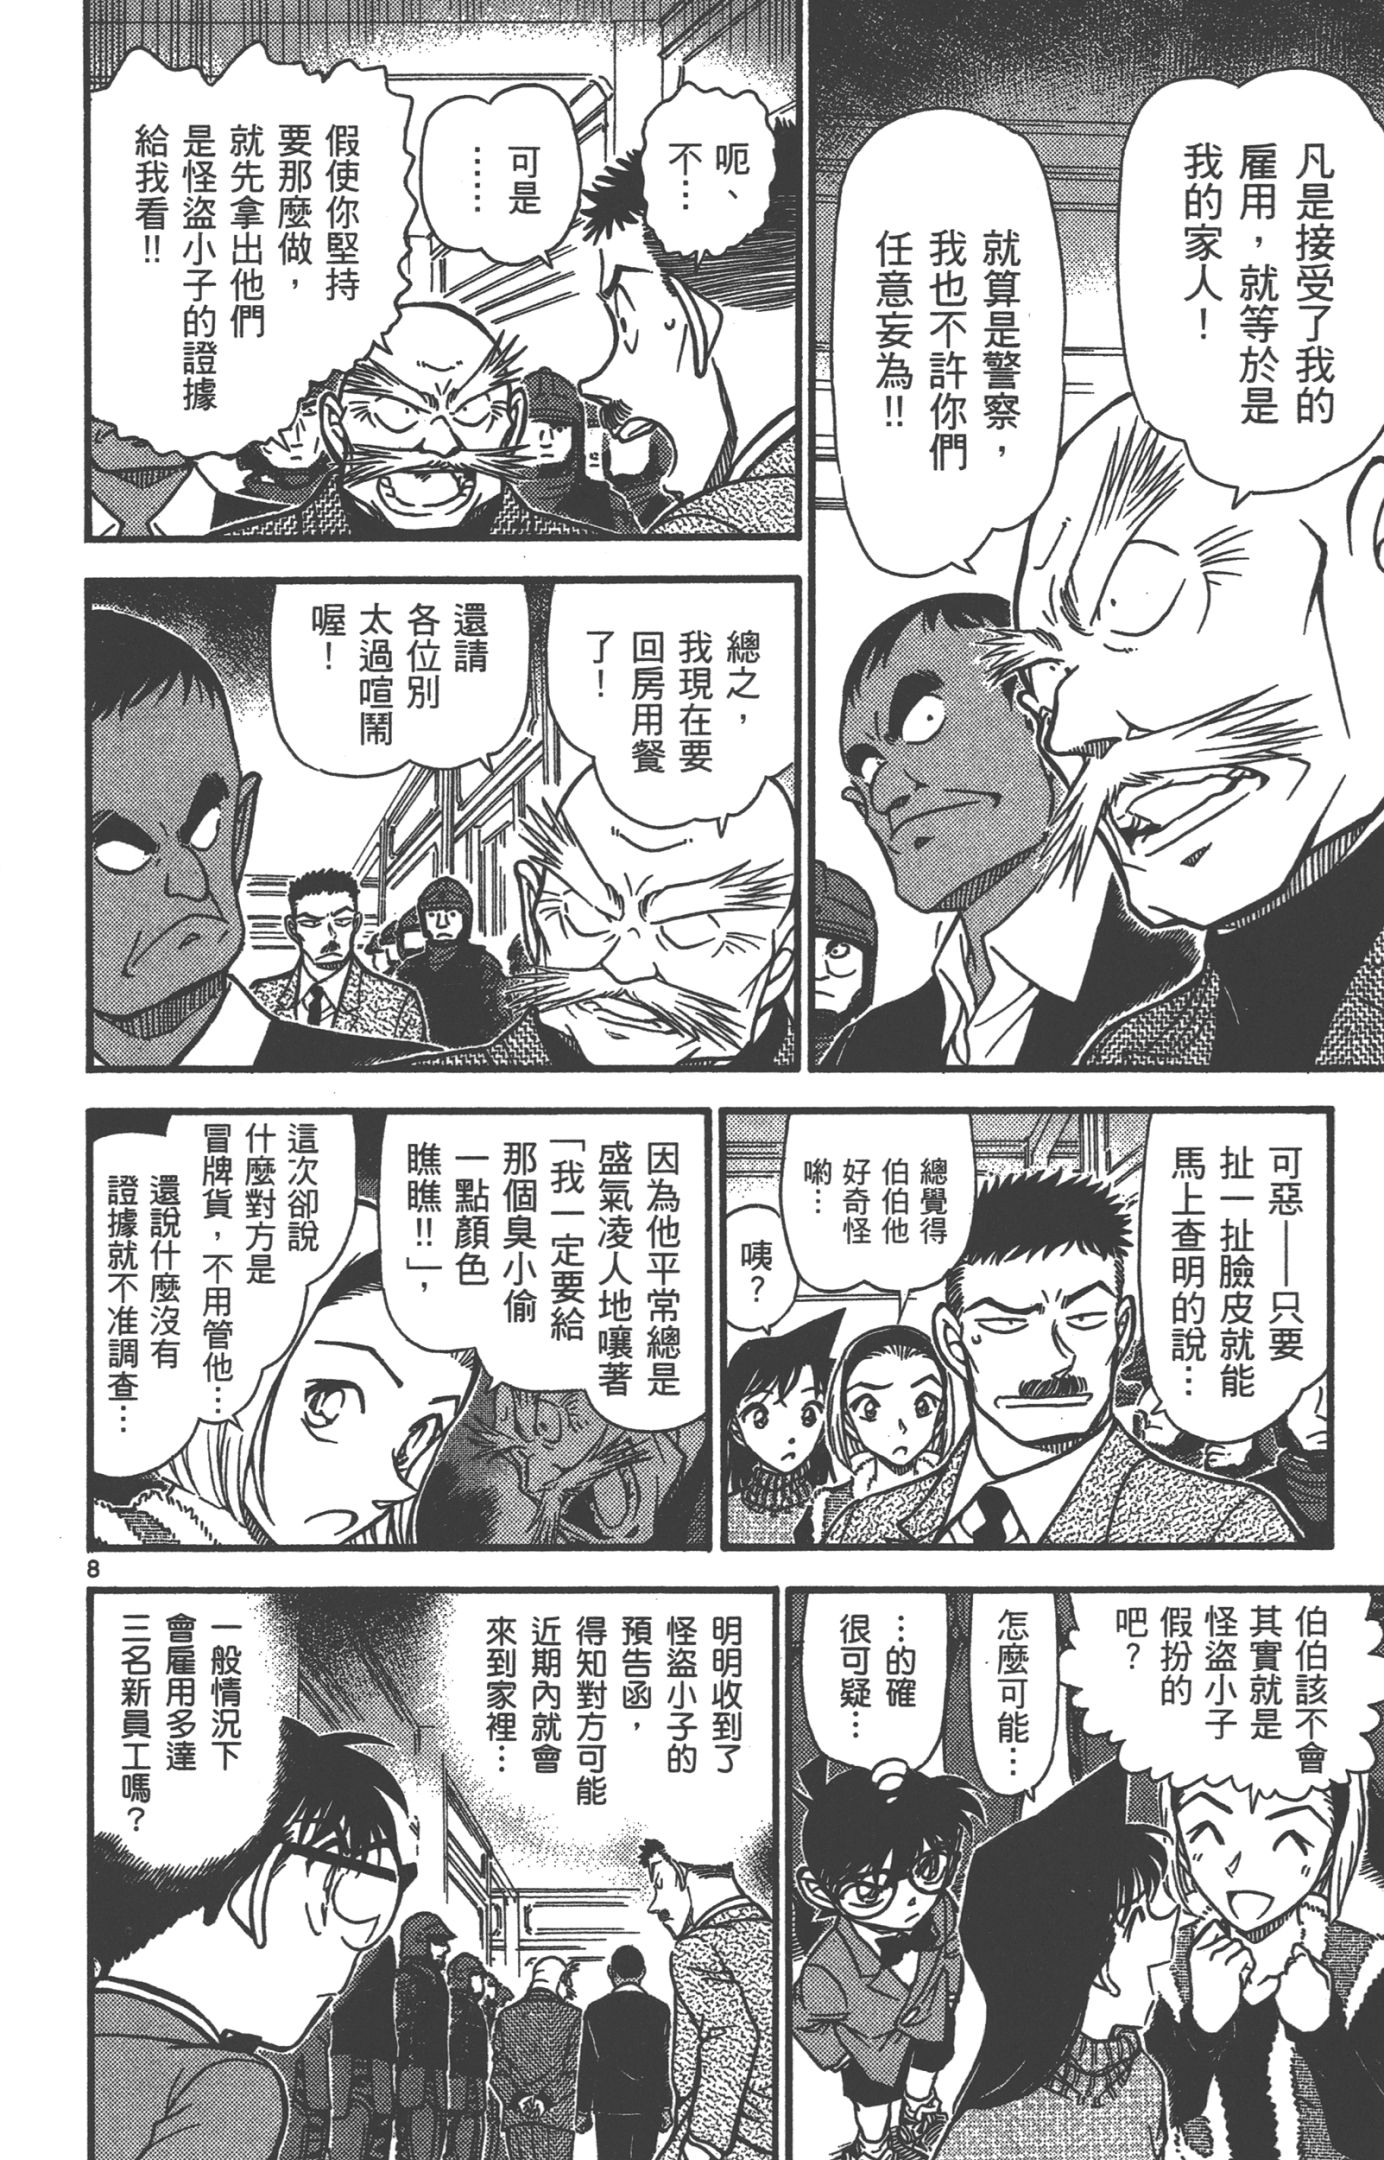 凡是接受了我的
雇用，就等於是
我的家人！
就算是警察，
我也不許你們
任意妄為!!
呃、
不…
可是
……
假使你堅持
要那麼做，
就先拿出他們
是怪盜小子的證據
給我看!!
總之，
我現在要
回房用餐
了！
還請
各位別
太過喧鬧
喔！
可惡——只要
扯一扯臉皮就能
馬上查明的說…
總覺得
伯伯他
好奇怪
喲…
咦？
因為他平常總是
盛氣凌人地嚷著
「我一定要給
那個臭小偷
一點顏色
瞧瞧!!」，
這次卻說
什麼對方是
冒牌貨，不用管他…
還說什麼沒有
證據就不准調查…
8
伯伯該不會
其實就是
怪盜小子
假扮的
吧？
怎麼可能…
…的確
很可疑…
明明收到了
怪盜小子的
預告函，
得知對方可能
近期內就會
來到家裡…
一般情況下
會雇用多達
三名新員工嗎？